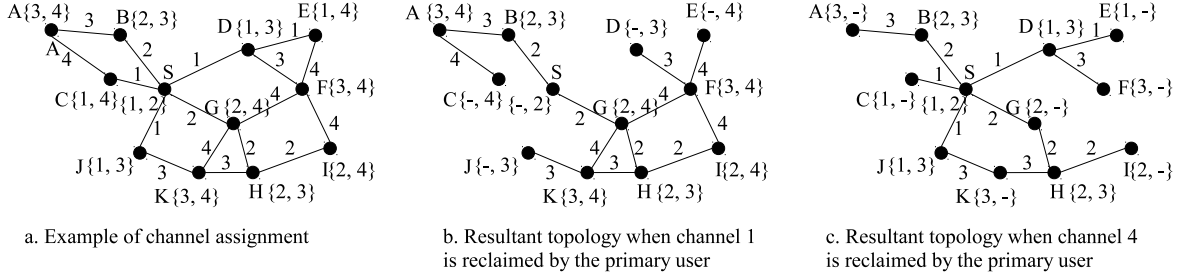 A{3, 4}
3
B{2, 3}
A
4
2
1
S
C{1, 4}
{1, 2}
1
D{1, 3}
1
E{1, 4}
1
3
4
F{3, 4}
G{2, 4}
4
2
4
4
3
2
2
J{1, 3}
3
K{3, 4}
H{2, 3}
I{2, 4}
a. Example of channel assignment
A{3, 4}
3
B{2, 3}
4
2
S
C{-, 4}
{-, 2}
D{-, 3}
E{-, 4}
3
4
F{3, 4}
G{2, 4}
4
2
4
4
3
2
2
J{-, 3}
3
K{3, 4}
H{2, 3}
I{2, 4}
b. Resultant topology when channel 1
is reclaimed by the primary user
A{3, -}
3
B{2, 3}
2
1
S
C{1, -}
{1, 2}
1
D{1, 3}
1
E{1, -}
1
3
F{3, -}
G{2, -}
2
3
2
2
J{1, 3}
3
K{3, -}
H{2, 3}
I{2, -}
c. Resultant topology when channel 4
is reclaimed by the primary user